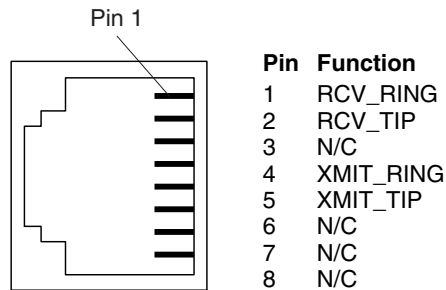 Pin 1
Pin Function
1 RCV_RING
2 RCV_TIP
3 N/C
4 XMIT_RING
5 XMIT_TIP
6 N/C
7 N/C
8 N/C